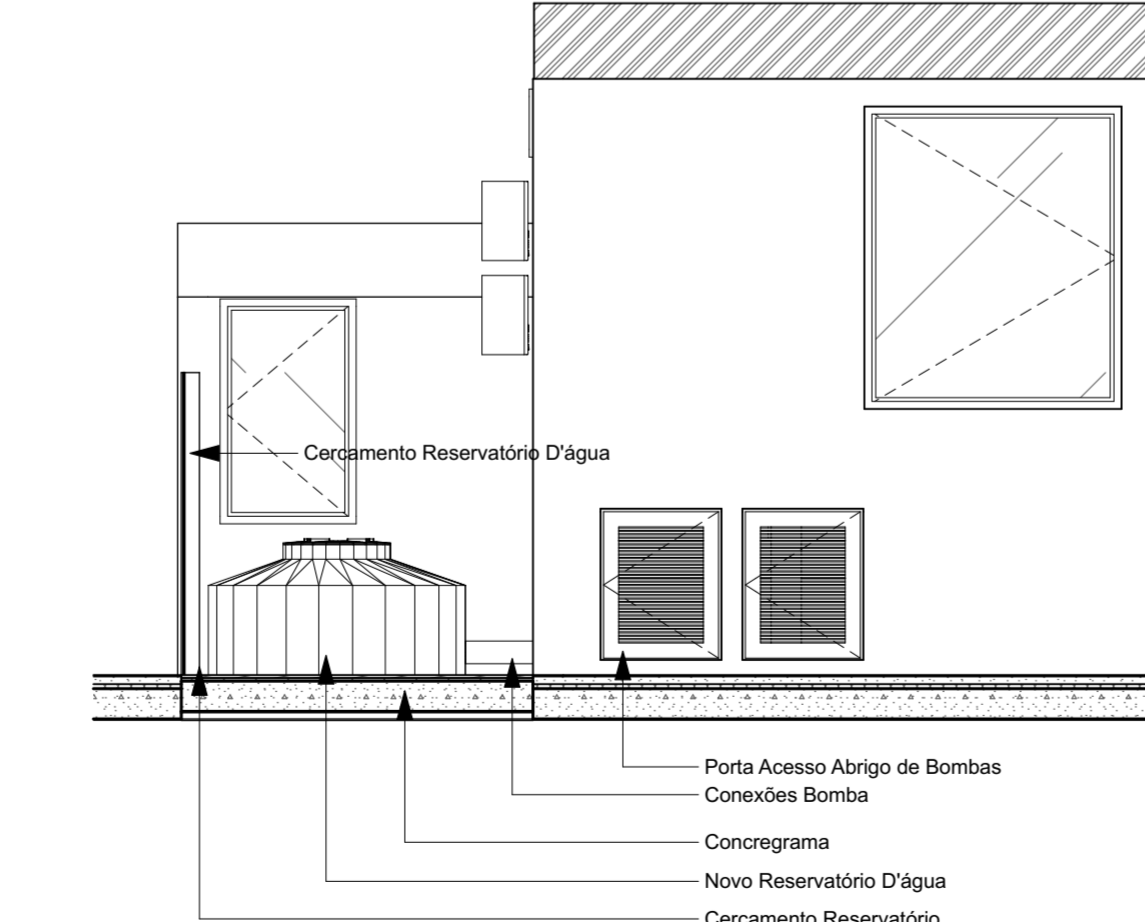 Cercamento Reservatório D'água
Porta Acesso Abrigo de Bombas
Conexões Bomba
Concregrama
Novo Reservatório D'água
Cercamento Reservatório